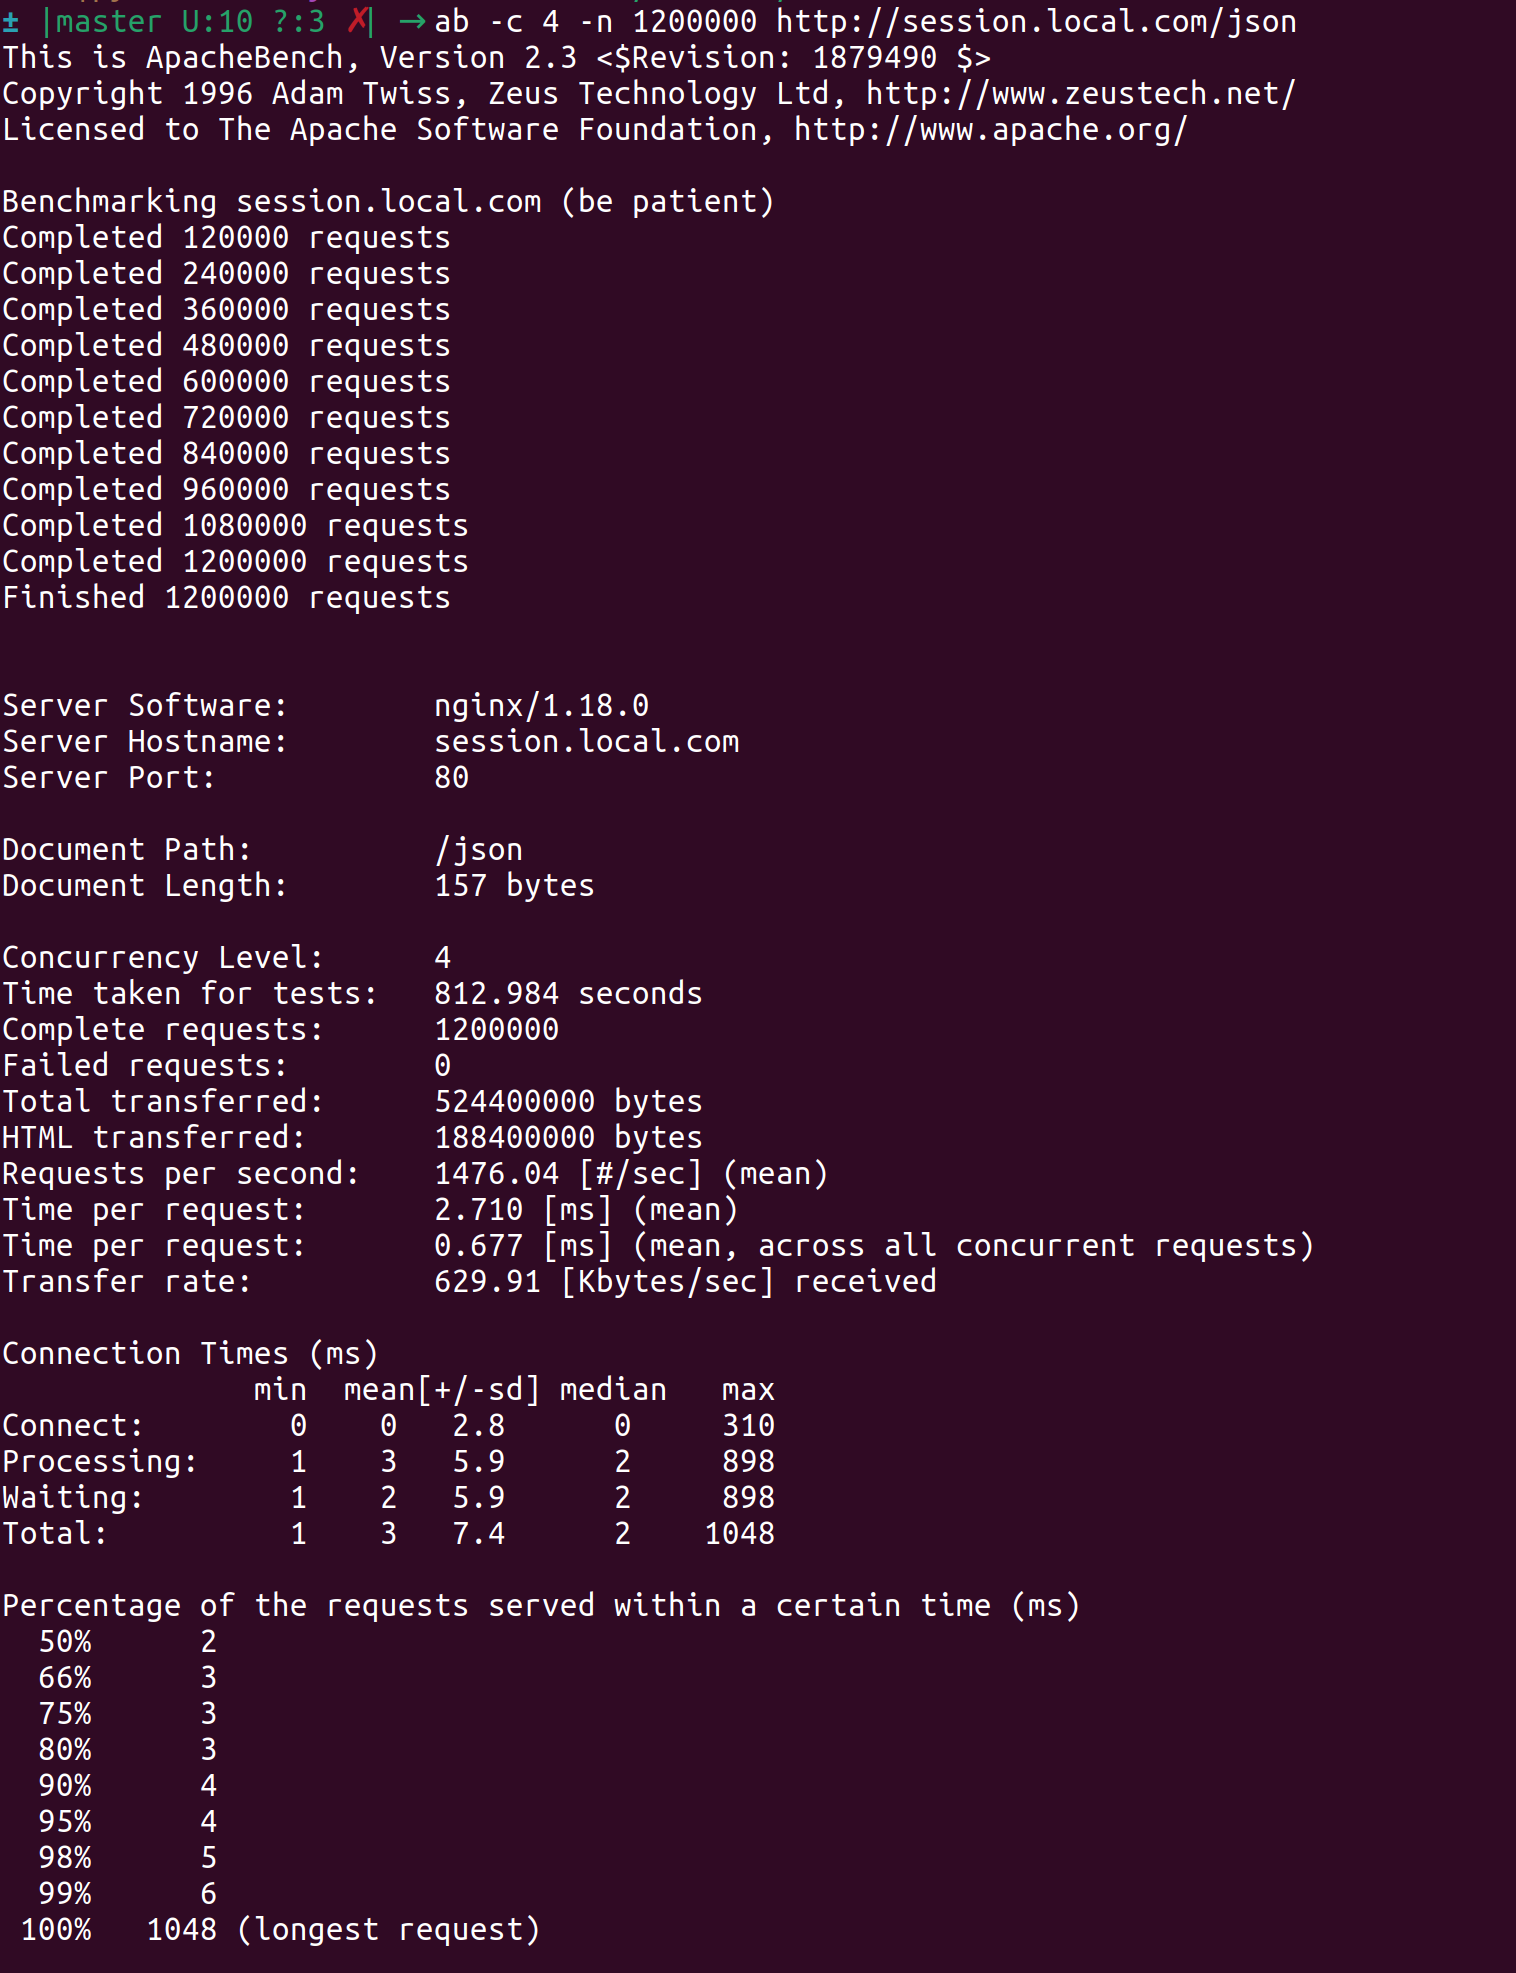 ± |master U:10 ?:3 ✗| → ab -c 4 -n 1200000 http://session.local.com/json
This is ApacheBench, Version 2.3 <$Revision: 1879490 $>
Copyright 1996 Adam Twiss, Zeus Technology Ltd, http://www.zeustech.net/
Licensed to The Apache Software Foundation, http://www.apache.org/

Benchmarking session.local.com (be patient)
Completed 120000 requests
Completed 240000 requests
Completed 360000 requests
Completed 480000 requests
Completed 600000 requests
Completed 720000 requests
Completed 840000 requests
Completed 960000 requests
Completed 1080000 requests
Completed 1200000 requests
Finished 1200000 requests


Server Software:        nginx/1.18.0
Server Hostname:        session.local.com
Server Port:            80

Document Path:          /json
Document Length:        157 bytes

Concurrency Level:      4
Time taken for tests:   812.984 seconds
Complete requests:      1200000
Failed requests:        0
Total transferred:      524400000 bytes
HTML transferred:       188400000 bytes
Requests per second:    1476.04 [#/sec] (mean)
Time per request:       2.710 [ms] (mean)
Time per request:       0.677 [ms] (mean, across all concurrent requests)
Transfer rate:          629.91 [Kbytes/sec] received

Connection Times (ms)
              min  mean[+/-sd] median   max
Connect:        0    0   2.8      0     310
Processing:     1    3   5.9      2     898
Waiting:        1    2   5.9      2     898
Total:          1    3   7.4      2    1048

Percentage of the requests served within a certain time (ms)
  50%      2
  66%      3
  75%      3
  80%      3
  90%      4
  95%      4
  98%      5
  99%      6
 100%   1048 (longest request)